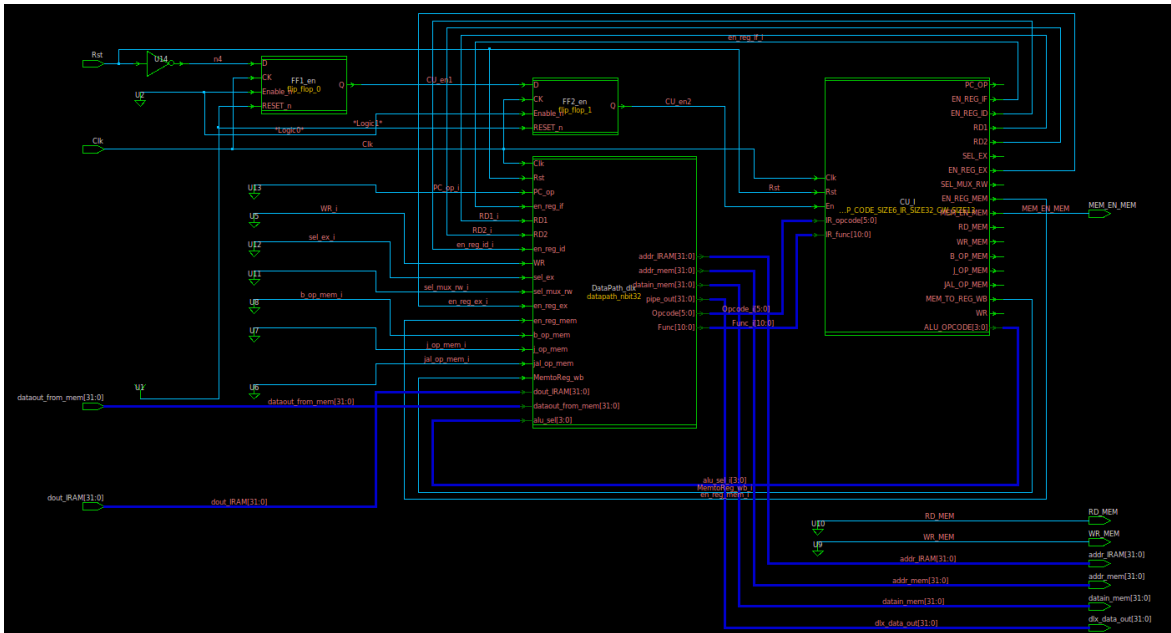 Rst
U14
n4
en_reg_if_i
FF1_en
flip_flop_0
D
CK
Enable_n
RESET_n
Q
CU_en1
U2
*Logic0*
*Logic1*
FF2_en
flip_flop_1
D
CK
Enable_n
RESET_n
Q
CU_en2
Clk
Clk
Rst
U13
PC_op_i
U5
WR_i
U12
sel_ex_i
U11
sel_mux_rw_i
U8
b_op_mem_i
U7
j_op_mem_i
U6
jal_op_mem_i
RD1_i
RD2_i
en_reg_id_i
en_reg_ex_i
Clk
Rst
PC_op
en_reg_if
RD1
RD2
en_reg_id
WR
sel_ex
sel_mux_rw
en_reg_ex
en_reg_mem
b_op_mem
j_op_mem
jal_op_mem
MemtoReg_wb
dout_IRAM[31:0]
dataout_from_mem[31:0]
alu_sel[3:0]
DataPath_dlx
datapath_nbit32
addr_IRAM[31:0]
addr_mem[31:0]
datain_mem[31:0]
pipe_out[31:0]
Opcode[5:0]
Func[10:0]
Opcode_i[5:0]
Func_i[10:0]
Clk
Rst
En
IR_opcode[5:0]
IR_func[10:0]
CU_I
...P_CODE_SIZE6_IR_SIZE32_CW_SIZE13
PC_OP
EN_REG_IF
EN_REG_ID
RD1
RD2
SEL_EX
EN_REG_EX
SEL_MUX_RW
EN_REG_MEM
MEM_EN_MEM
RD_MEM
WR_MEM
B_OP_MEM
J_OP_MEM
JAL_OP_MEM
MEM_TO_REG_WB
WR
ALU_OPCODE[3:0]
MEM_EN_MEM
MEM_EN_MEM
U1
dataout_from_mem[31:0]
dataout_from_mem[31:0]
dout_IRAM[31:0]
dout_IRAM[31:0]
alu_sel_i[3:0]
MemtoReg_wb_i
en_reg_mem_i
U10
RD_MEM
RD_MEM
U9
WR_MEM
WR_MEM
addr_IRAM[31:0]
addr_IRAM[31:0]
addr_mem[31:0]
addr_mem[31:0]
datain_mem[31:0]
datain_mem[31:0]
dlx_data_out[31:0]
dlx_data_out[31:0]